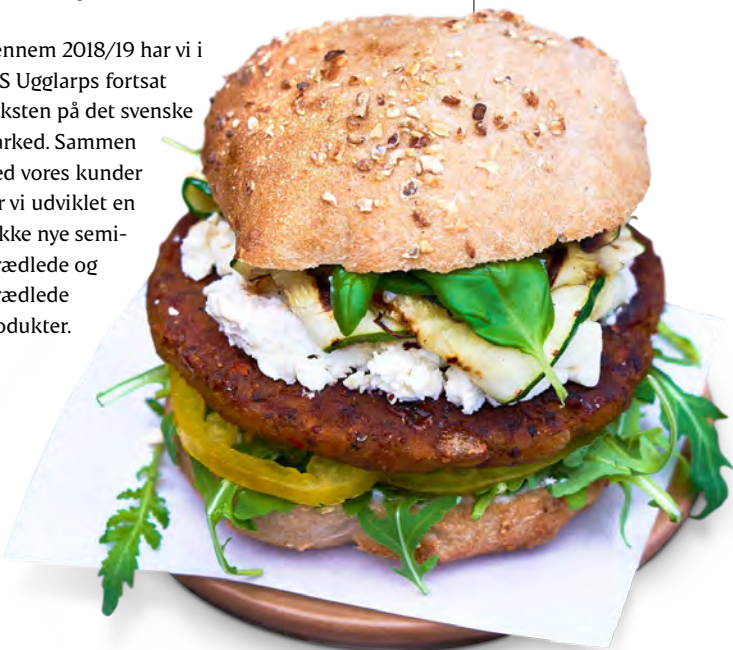 ennem 2018/19 har vi i
S Ugglarps fortsat
ksten på det svenske
arked. Sammen
ed vores kunder
r vi udviklet en
kke nye semi-
rædlede og
rædlede
odukter.